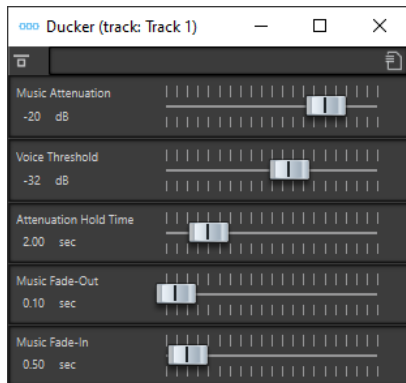 Ducker (track: Track 1)
Music Attenuation
-20 dB
Voice Threshold
-32 dB
Attenuation Hold Time
2.00 sec
Music Fade-Out
0.10 sec
Music Fade-In
0.50 sec